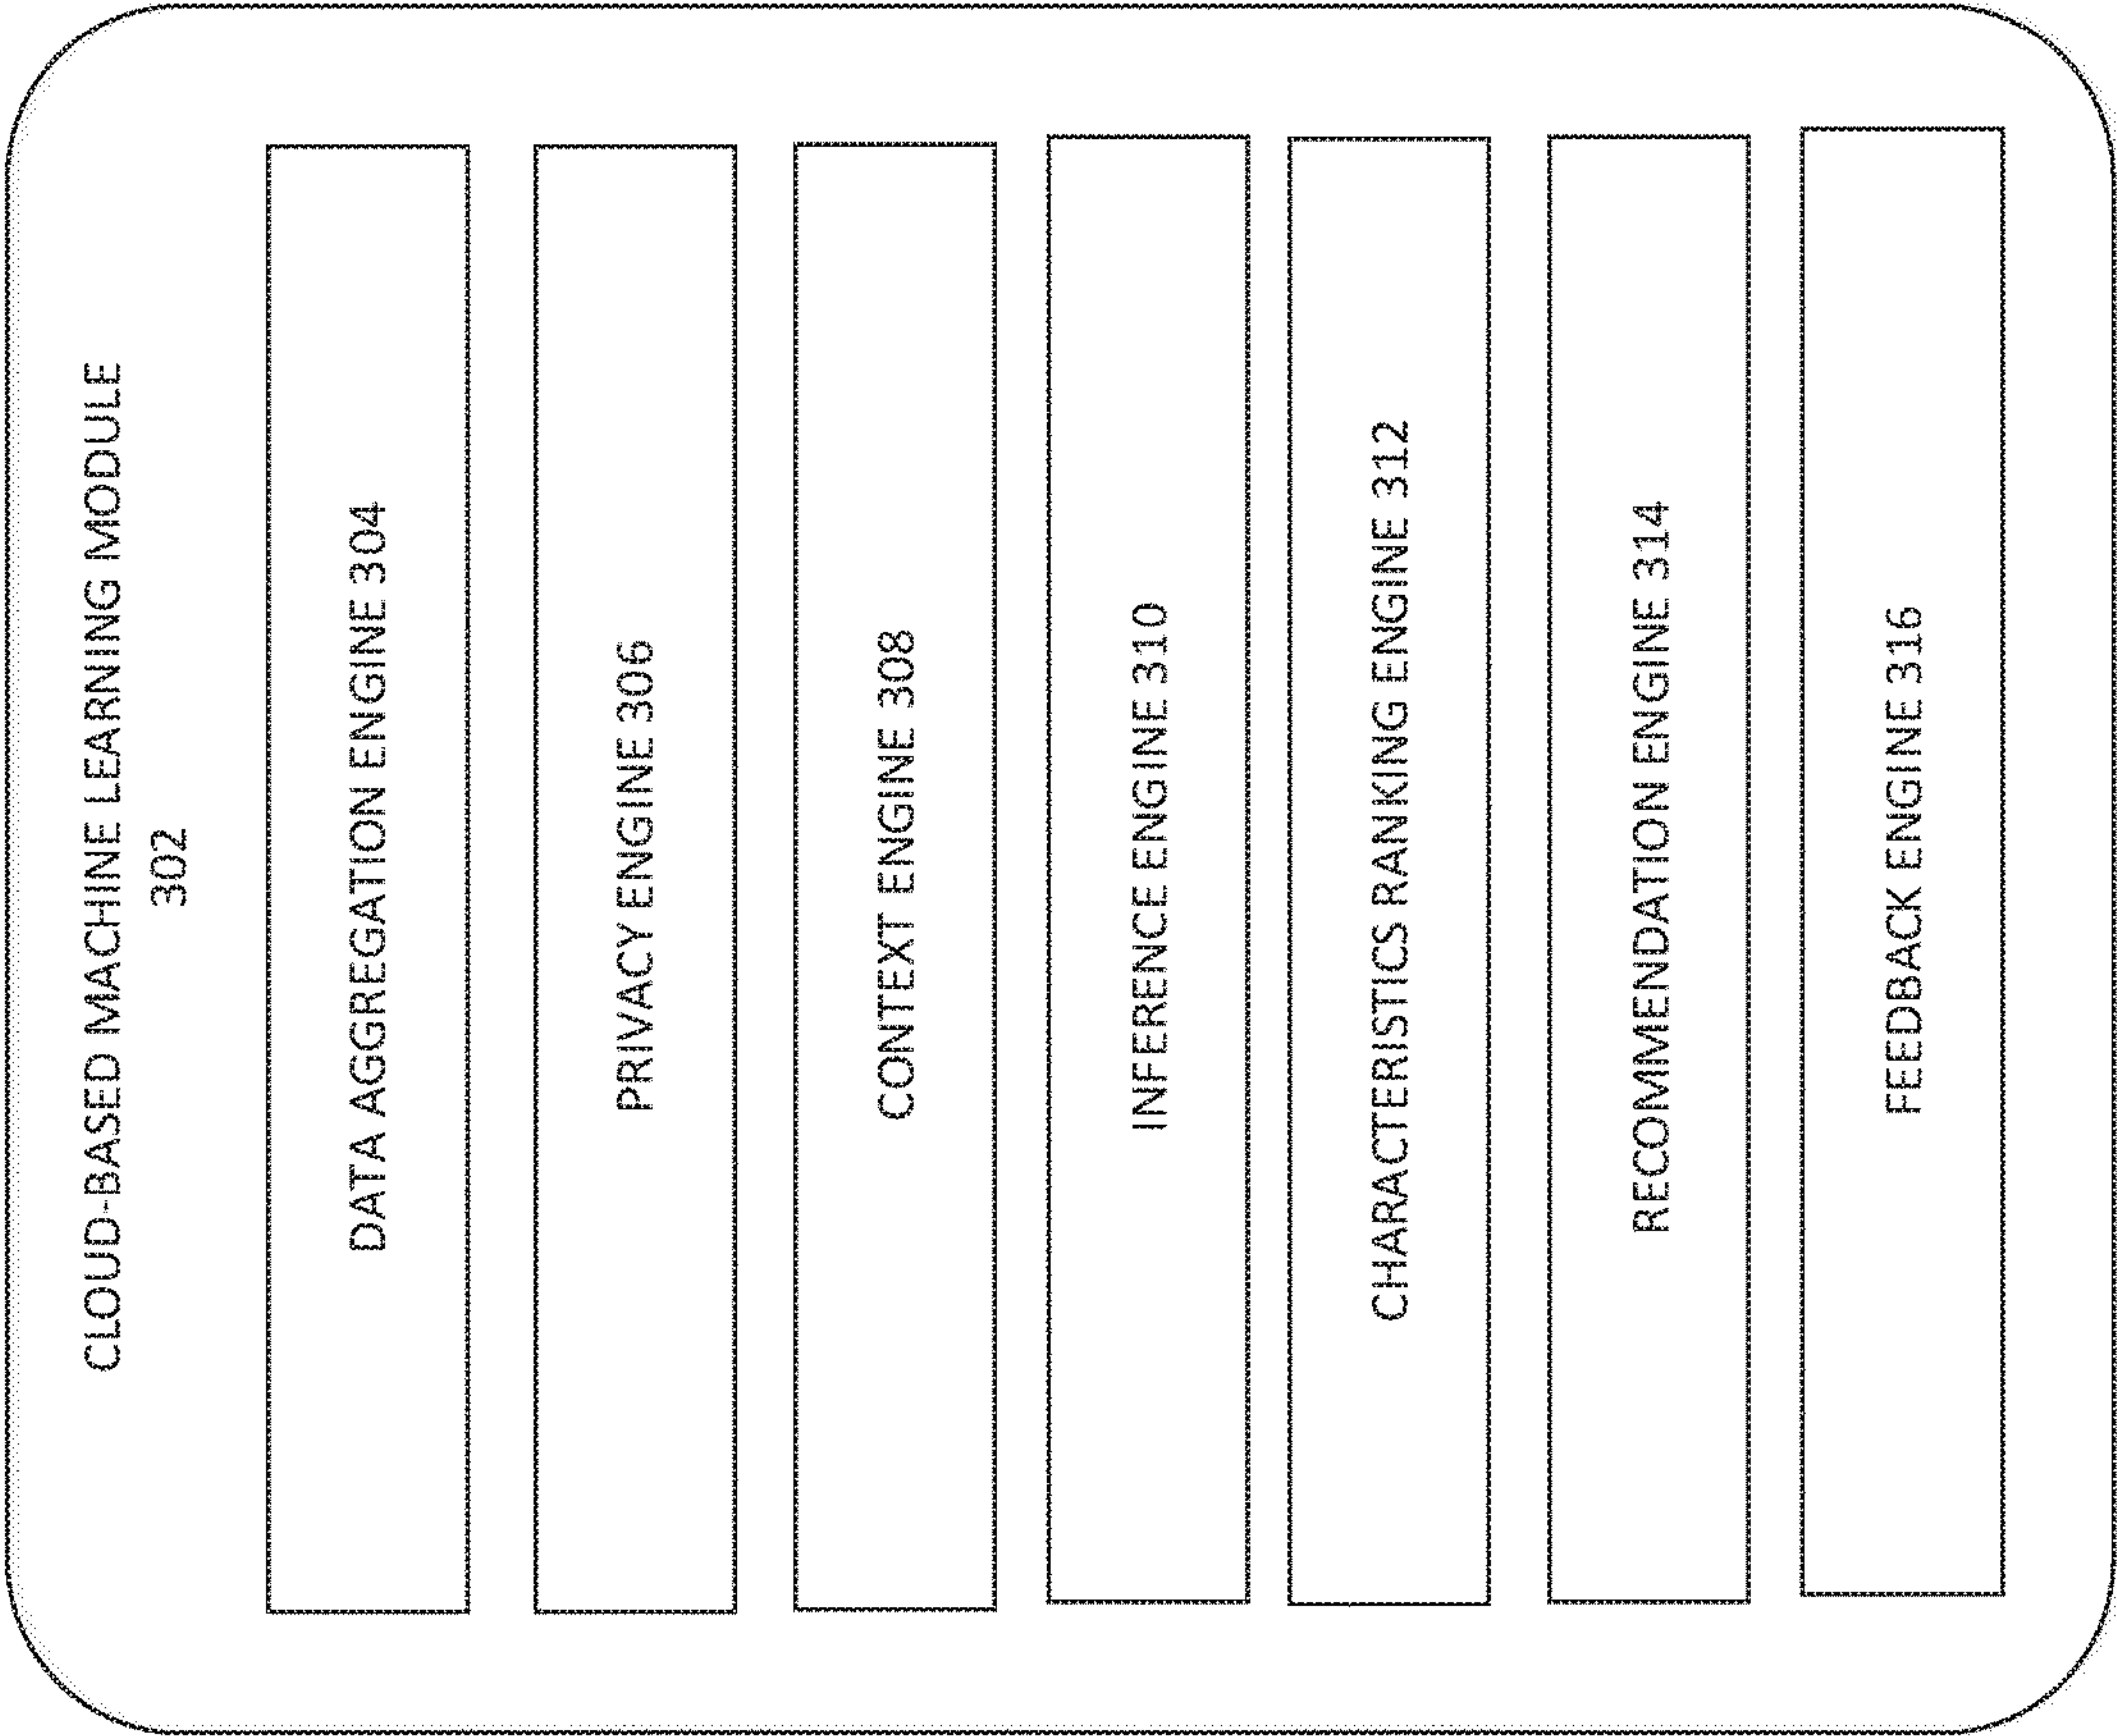 CLOUD-BASED MACHINE LEARNING MODULE
302
DATA AGGREGATION ENGINE 304
PRIVACY ENGINE 306
CONTEXT ENGINE 308
INFERENCE ENGINE 310
CHARACTERISTICS RANKING ENGINE 312
RECOMMENDATION ENGINE 314
FEEDBACK ENGINE 316